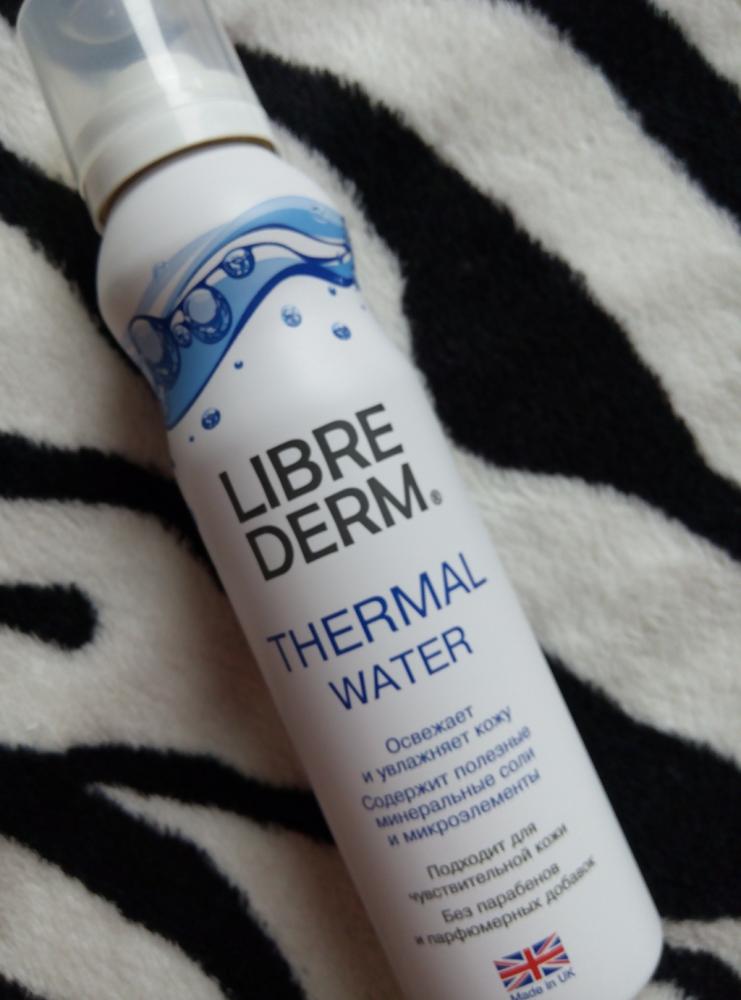 LIBRE
DERM®
THERMAL
WATER
Освежает
и увлажняет кожу
Содержит полезные
минеральные соли
и микроэлементы
Подходит для
чувствительной кожи
Без парабенов
и парфюмерных добавок
Made in UK